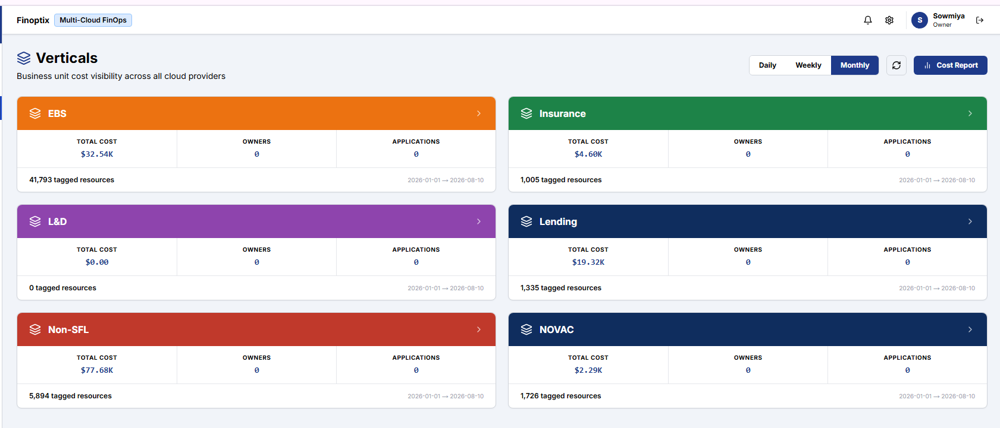 Finoptix Multi-Cloud FinOps
S Sowmiya
Owner
Verticals
Business unit cost visibility across all cloud providers
Daily Weekly Monthly Cost Report
EBS
TOTAL COST OWNERS APPLICATIONS
$32.54K 0 0
41,793 tagged resources 2026-01-01 → 2026-08-10
Insurance
TOTAL COST OWNERS APPLICATIONS
$4.60K 0 0
1,005 tagged resources 2026-01-01 → 2026-08-10
L&D
TOTAL COST OWNERS APPLICATIONS
$0.00 0 0
0 tagged resources 2026-01-01 → 2026-08-10
Lending
TOTAL COST OWNERS APPLICATIONS
$19.32K 0 0
1,335 tagged resources 2026-01-01 → 2026-08-10
Non-SFL
TOTAL COST OWNERS APPLICATIONS
$77.68K 0 0
5,894 tagged resources 2026-01-01 → 2026-08-10
NOVAC
TOTAL COST OWNERS APPLICATIONS
$2.29K 0 0
1,726 tagged resources 2026-01-01 → 2026-08-10